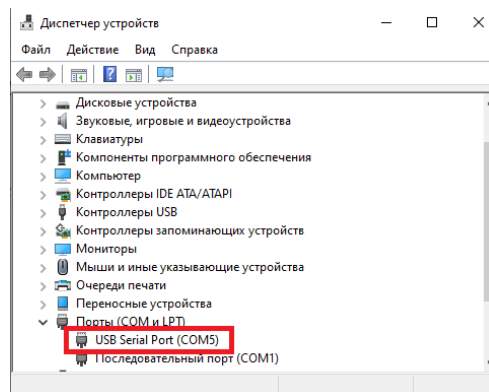 Диспетчер устройств
Файл Действие Вид Справка
Дисковые устройства
Звуковые, игровые и видеоустройства
Клавиатуры
Компоненты программного обеспечения
Компьютер
Контроллеры IDE ATA/ATAPI
Контроллеры USB
Контроллеры запоминающих устройств
Мониторы
Мыши и иные указывающие устройства
Очереди печати
Переносные устройства
Порты (COM и LPT)
USB Serial Port (COM5)
Последовательный порт (COM1)